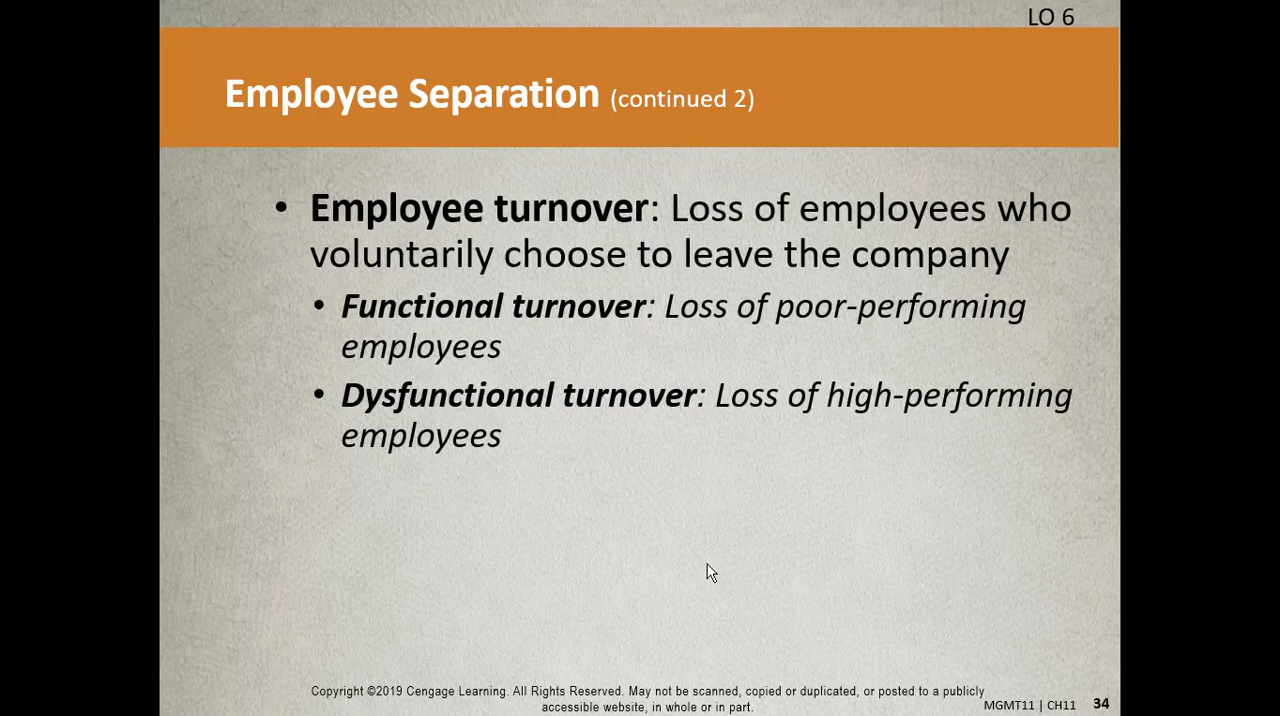 LO 6
Employee Separation (continued 2)
• Employee turnover: Loss of employees who
voluntarily choose to leave the company
• Functional turnover: Loss of poor-performing
employees
• Dysfunctional turnover: Loss of high-performing
employees
Copyright ©2019 Cengage Learning. All Rights Reserved. May not be scanned, copied or duplicated, or posted to a publicly
accessible website, in whole or in part.
MGMT11 | CH11 34